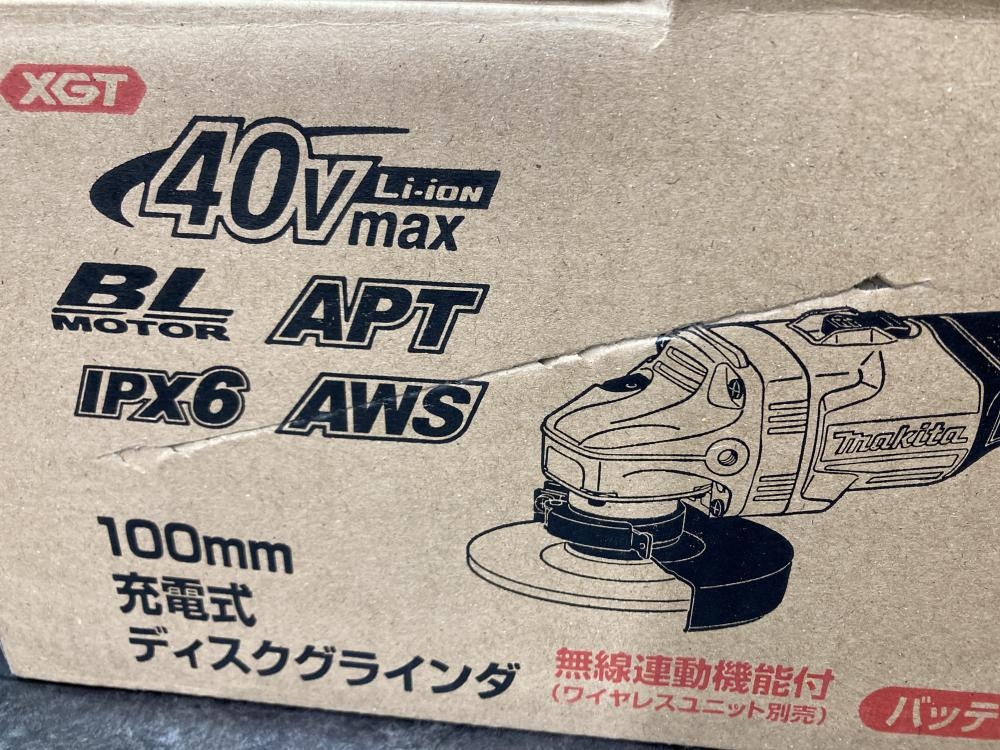 XGT
40Vmax
Li-ion
BL
MOTOR
APT
IPX6
AWS
makita
100mm
充電式
ディスクグラインダ
無線連動機能付
(ワイヤレスユニット別売)
バッテ